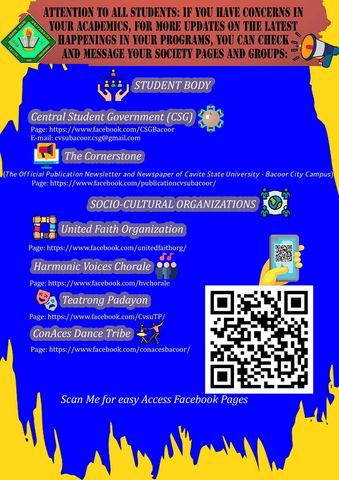 ATTENTION TO ALL STUDENTS: IF YOU HAVE CONCERNS IN
YOUR ACADEMICS, FOR MORE UPDATES ON THE LATEST
HAPPENINGS IN YOUR PROGRAMS, YOU CAN CHECK
AND MESSAGE YOUR SOCIETY PAGES AND GROUPS:
STUDENT BODY
Central Student Government (CSG)
Page: https://www.facebook.com/CSGBacoor
E-mail: cvsubacoor.csg@gmail.com
The Cornerstone
(The Official Publication Newsletter and Newspaper of Cavite State University - Bacoor City Campus)
Page: https://www.facebook.com/publicationcvsubacoor/
SOCIO-CULTURAL ORGANIZATIONS
United Faith Organization
Page: https://www.facebook.com/unitedfaithorg/
Harmonic Voices Chorale
Page: https://www.facebook.com/hvchorale
Teatrong Padayon
Page: https://www.facebook.com/CvsuTP/
ConAces Dance Tribe
Page: https://www.facebook.com/conacesbacoor/
Scan Me for easy Access Facebook Pages